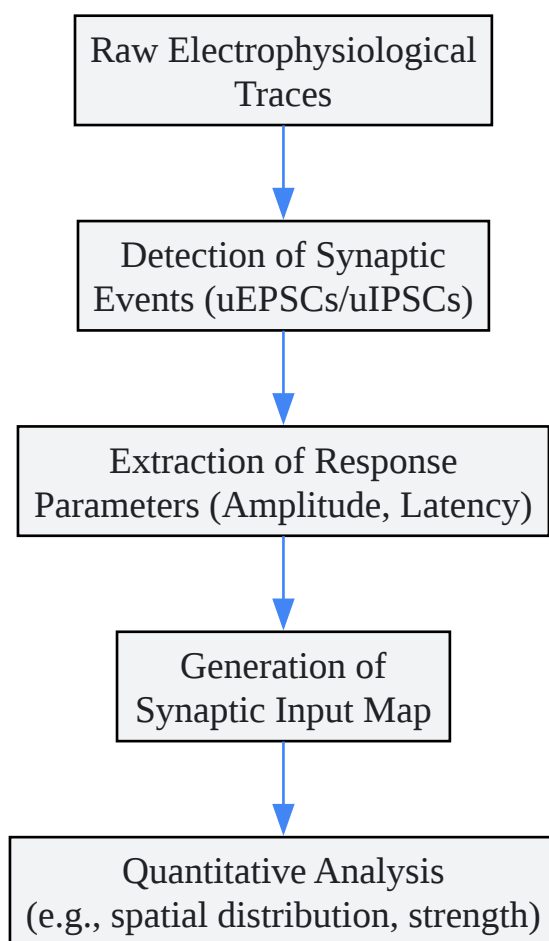 Raw Electrophysiological
Traces
Detection of Synaptic
Events (uEPSCs/uIPSCs)
Extraction of Response
Parameters (Amplitude, Latency)
Generation of
Synaptic Input Map
Quantitative Analysis
(e.g., spatial distribution, strength)